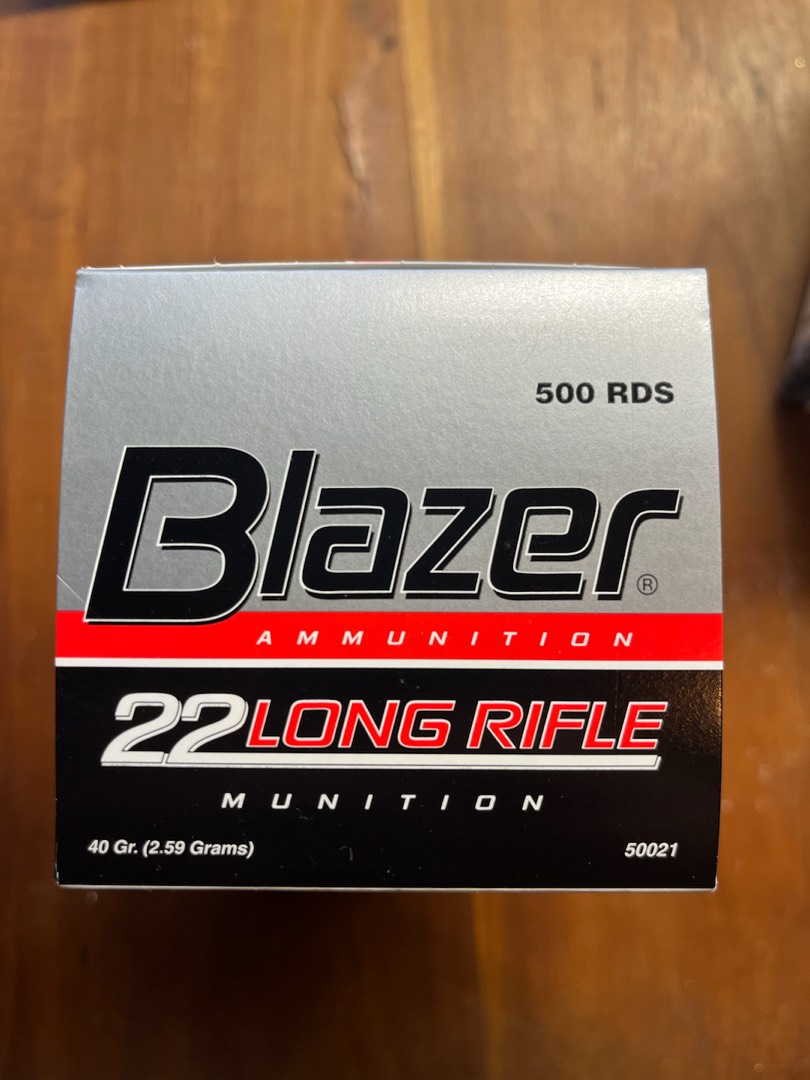 500 RDS
Blazer®
AMMUNITION
22 LONG RIFLE
MUNITION
40 Gr. (2.59 Grams) 50021